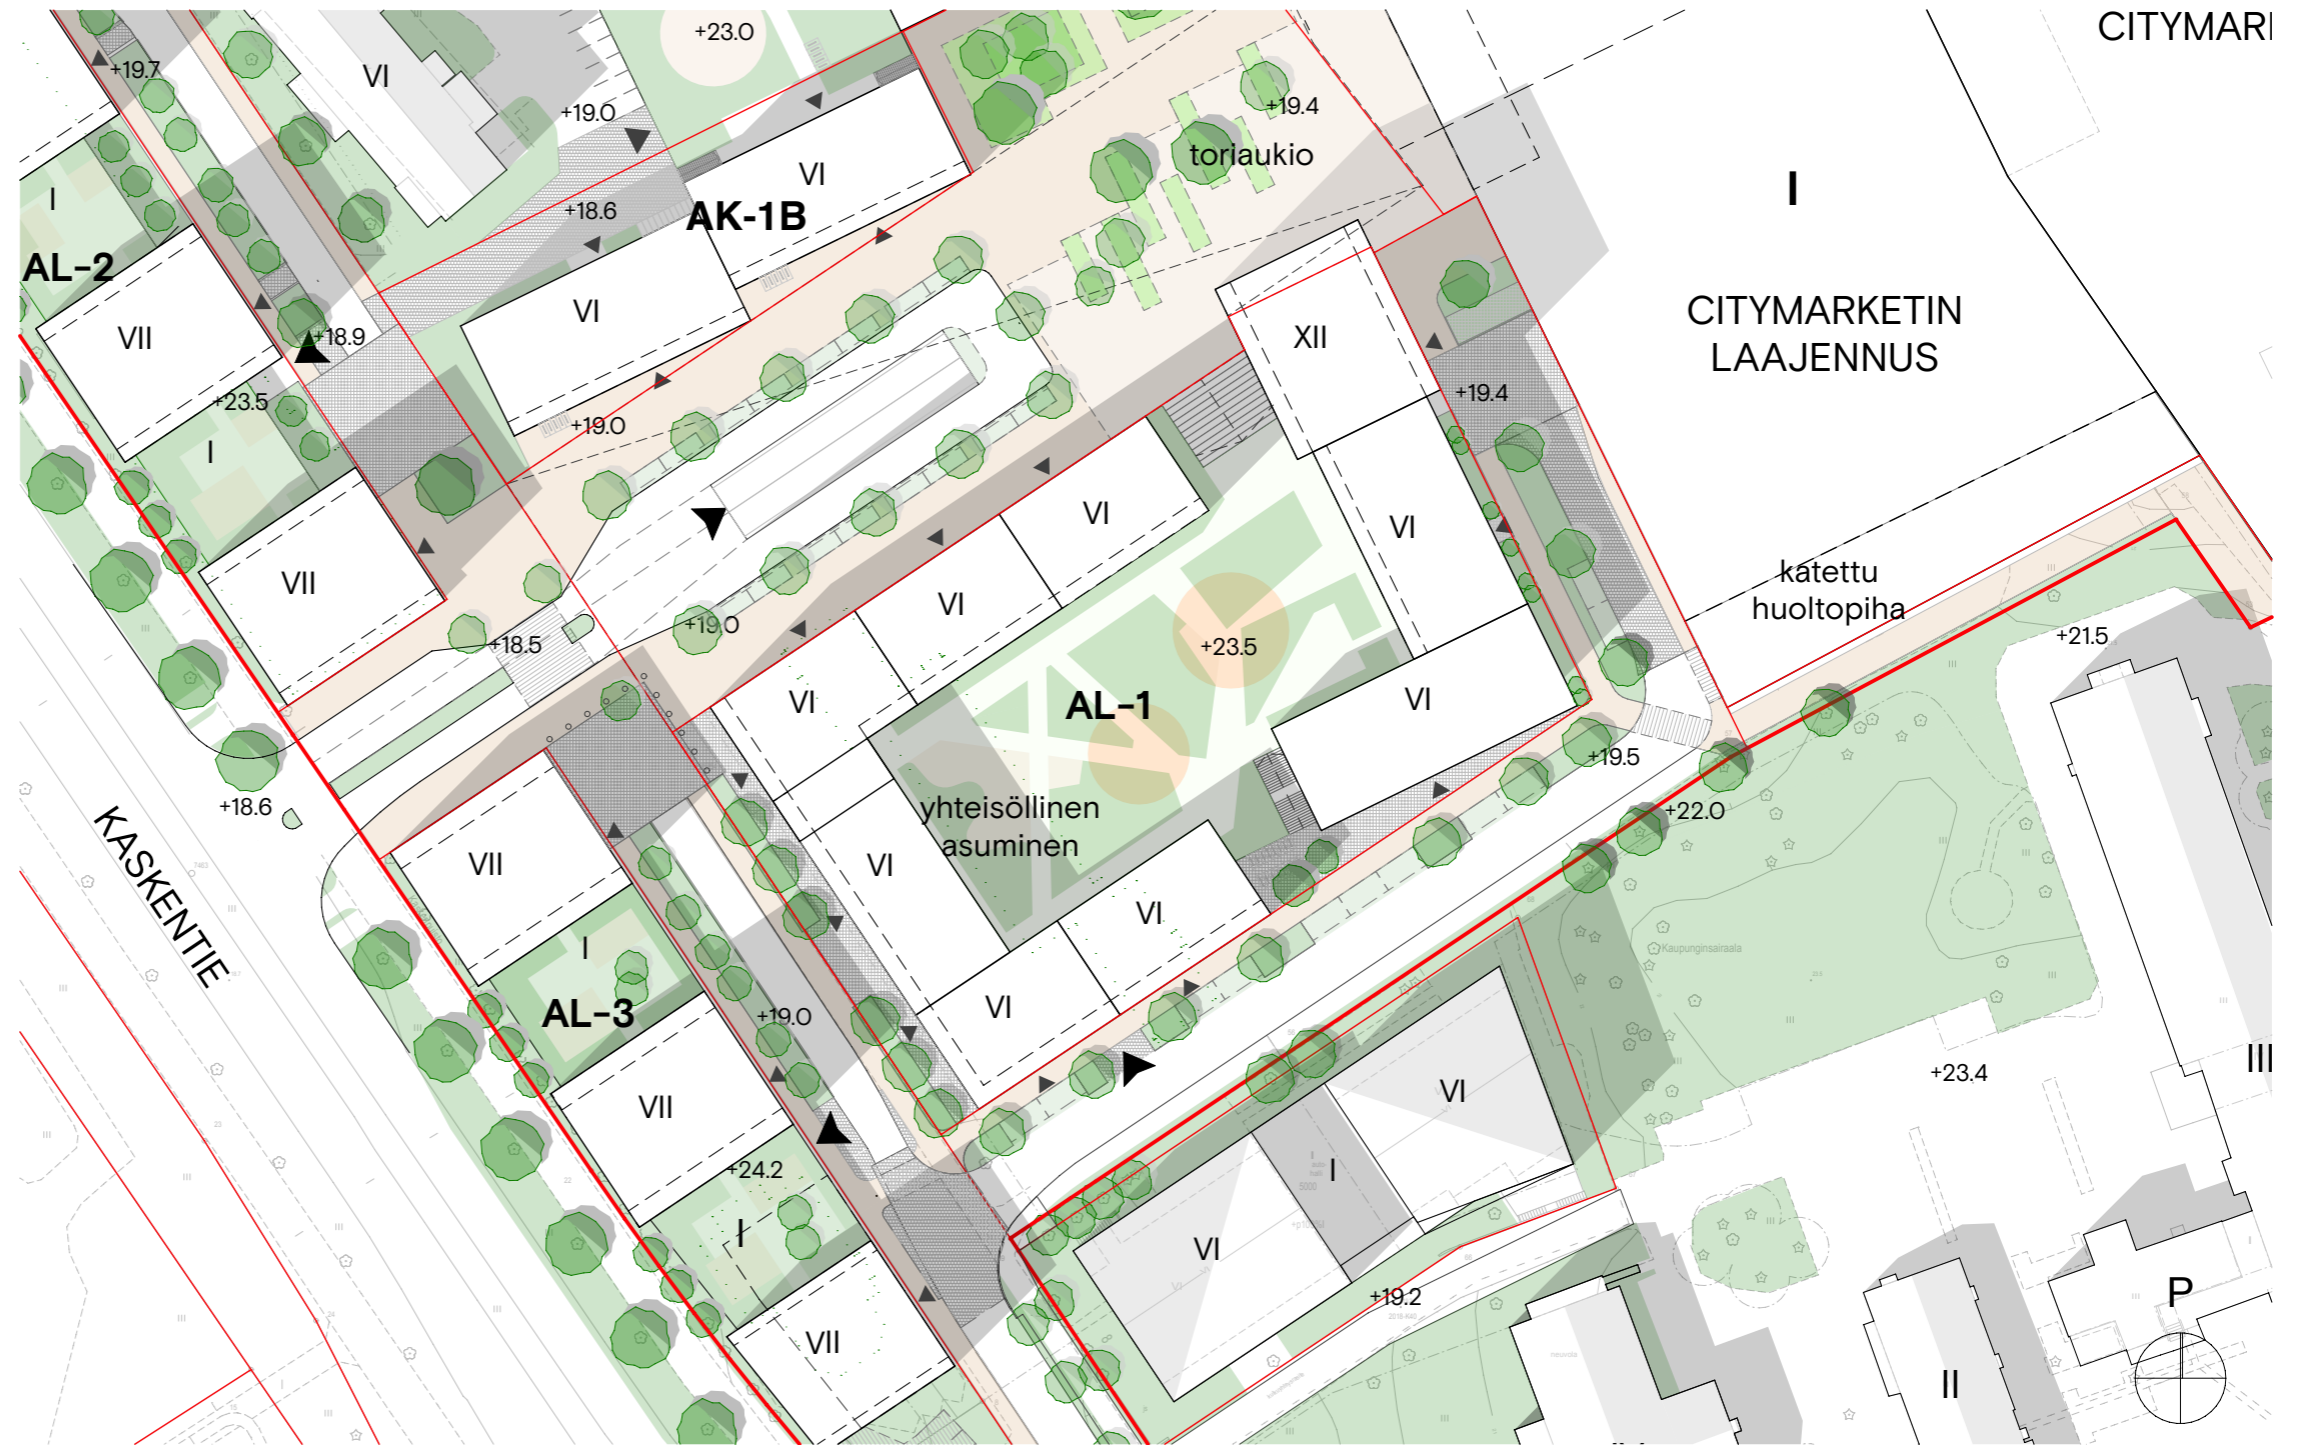 CITYMAR
+23.0
+19.7
VI
+19.0
+19.4
toriaukio
VI
I
I
+18.6
AK-1B
AL-2
VI
CITYMARKETIN
LAAJENNUS
VII
+18.9
XII
+19.4
+23.5
I
+19.0
VI
VI
VII
katettu
huoltopiha
VI
+18.5
+19.0
+23.5
+21.5
VI
AL-1
VI
+19.5
+18.6
yhteisöllinen
asuminen
+22.0
KASKENTIE
VII
VI
VI
I
Kaupunginsairaala
AL-3
VI
+19.0
III
+23.4
VII
VI
+24.2
I
I
VI
P
+19.2
VII
II